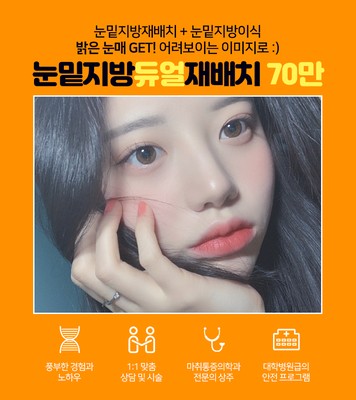 눈밑지방재배치 + 눈밑지방이식
밝은 눈매 GET! 어려보이는 이미지로 :)
눈밑지방듀얼재배치 70만
풍부한 경험과
노하우
1:1 맞춤
상담 및 시술
마취통증의학과
전문의 상주
대학병원급의
안전 프로그램